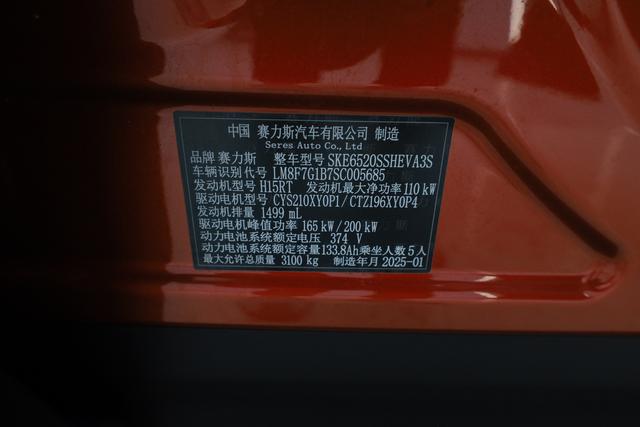 中国 赛力斯汽车有限公司 制造
Seres Auto Co., Ltd
品牌 赛力斯 整车型号 SKE6520SSHEVA3S
车辆识别代号 LM8F7G1B7SC005685
发动机型号 H15RT 发动机最大净功率 110 kW
驱动电机型号 CYS210XY0P1/CTZ196XY0P4
发动机排量 1499 mL
驱动电机峰值功率 165 kW/200 kW
动力电池系统额定电压 374 V
动力电池系统额定容量 133.8Ah 乘坐人数 5 人
最大允许总质量 3100 kg 制造年月 2025-01